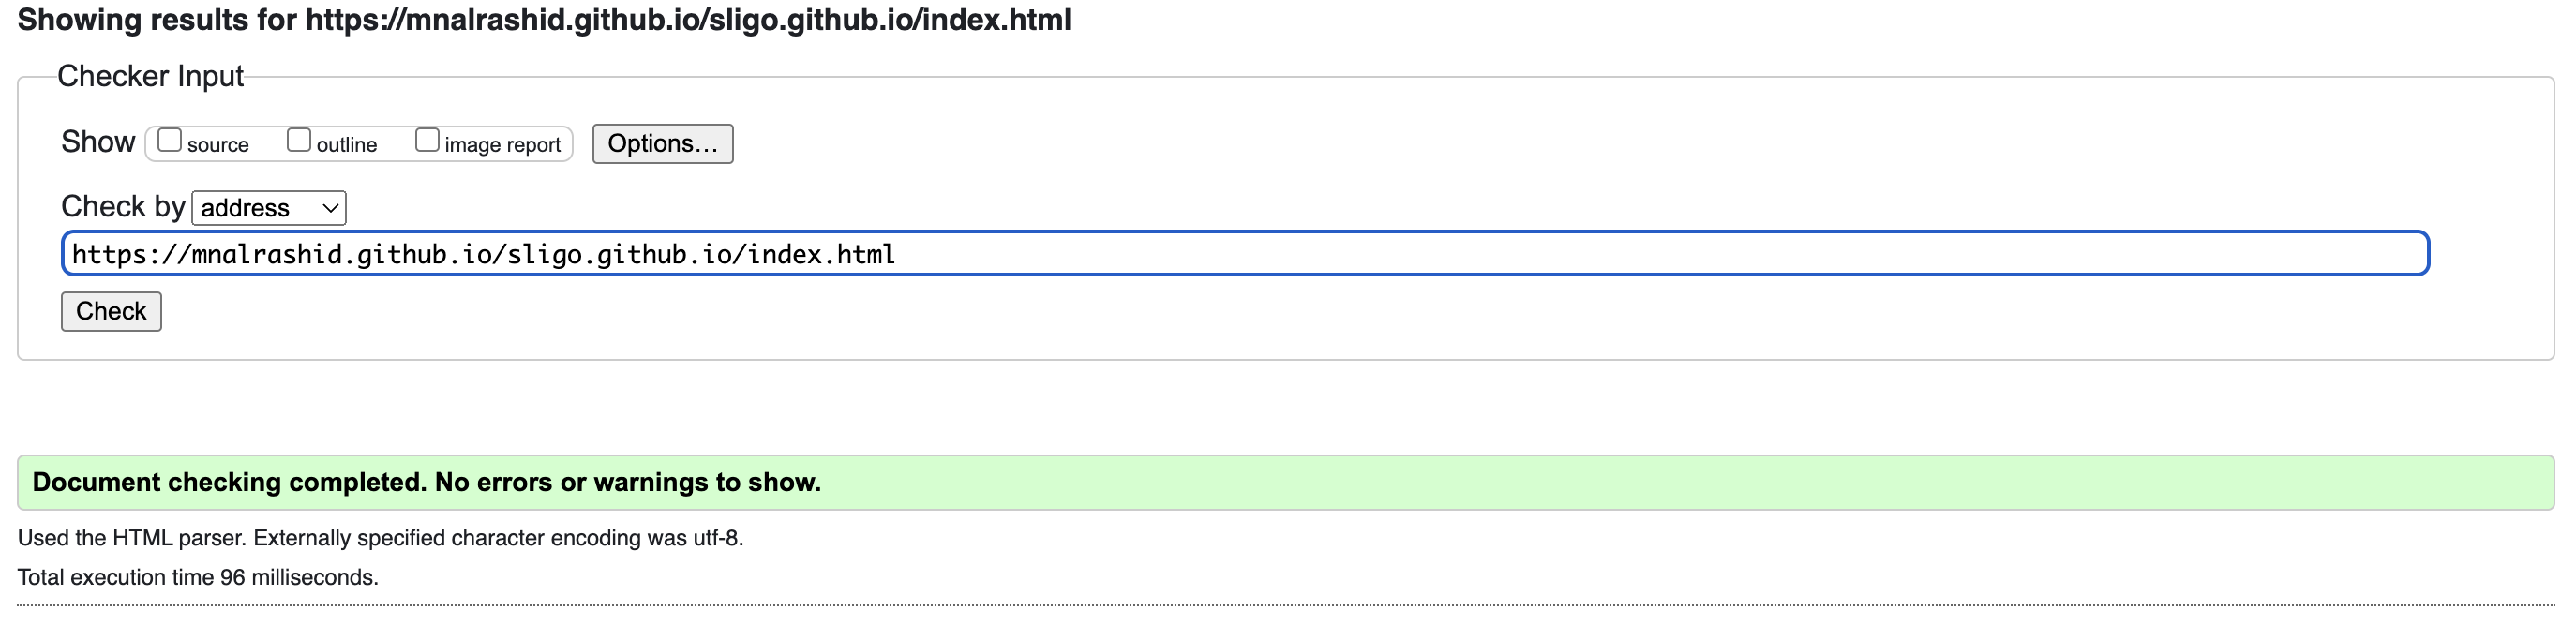 Showing results for https://mnalrashid.github.io/sligo.github.io/index.html
Checker Input
Show source outline image report Options...
Check by address
https://mnalrashid.github.io/sligo.github.io/index.html
Check
Document checking completed. No errors or warnings to show.
Used the HTML parser. Externally specified character encoding was utf-8.
Total execution time 96 milliseconds.